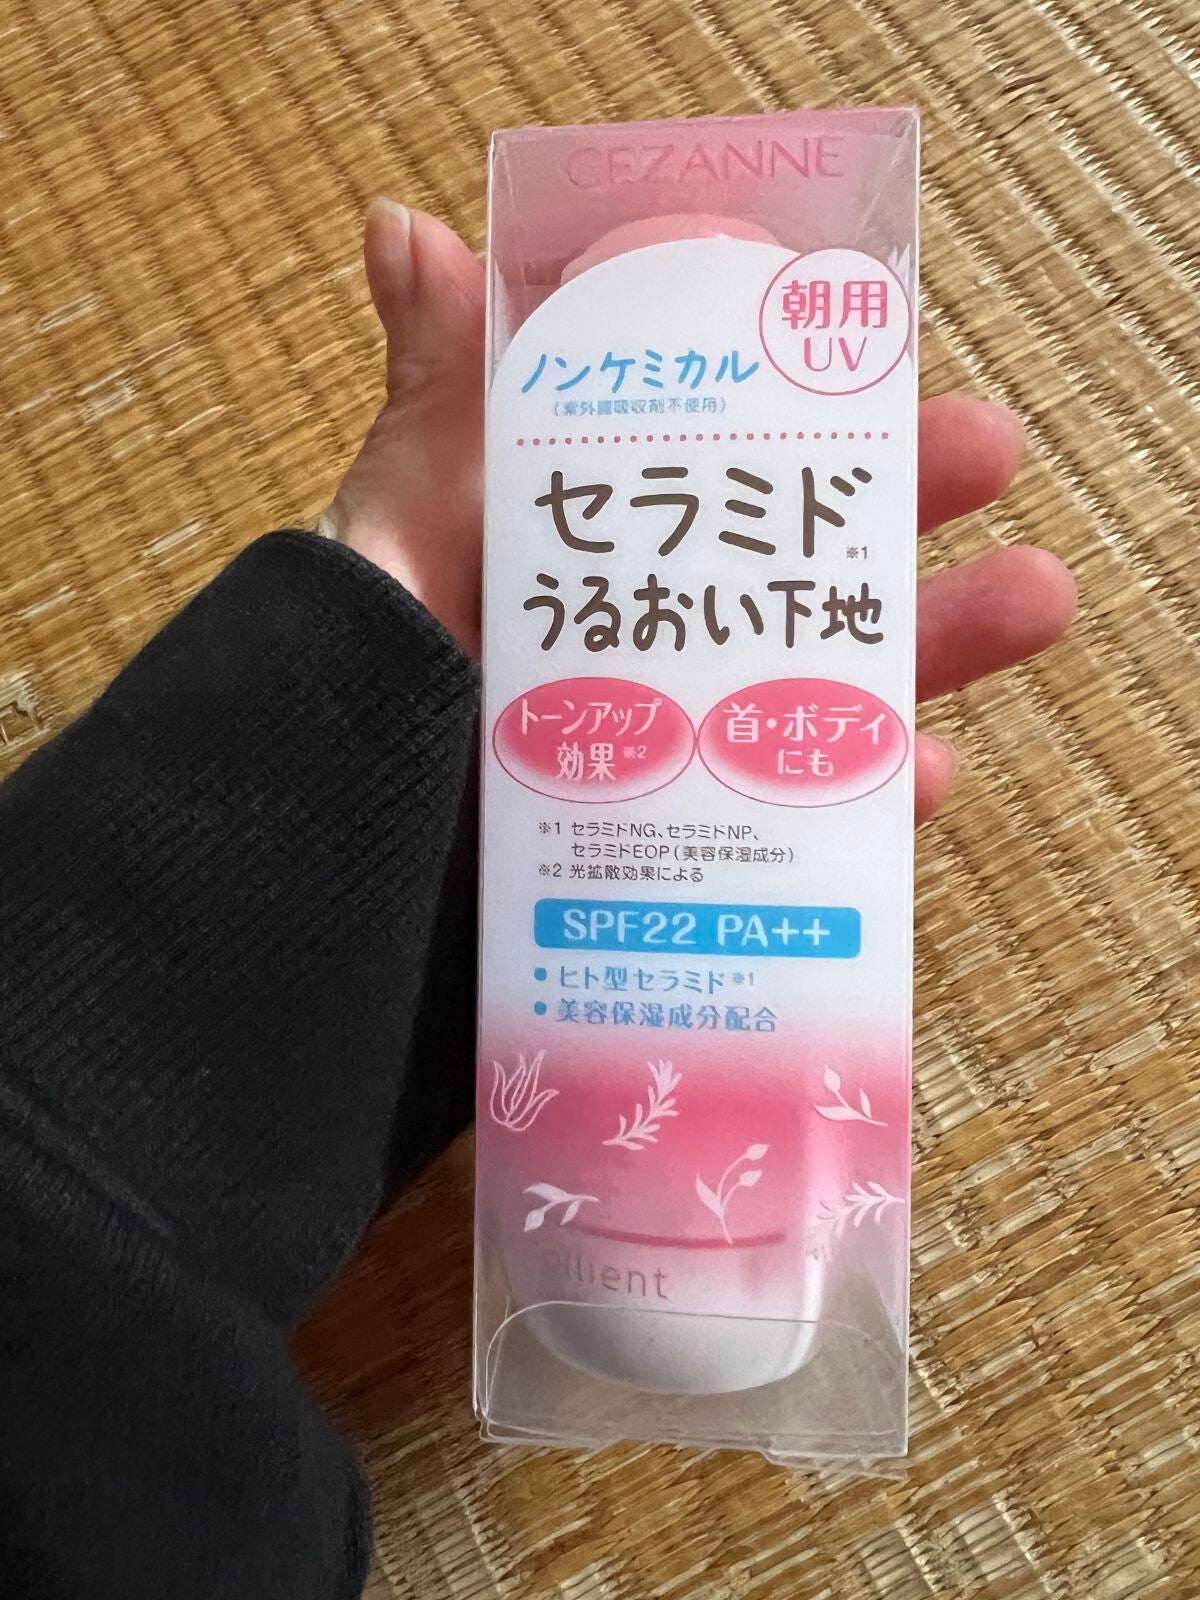 CEZANNE
朝用
UV
ノンケミカル
(紫外線吸収剤不使用)
セラミド※1
うるおい下地
トーンアップ
効果※2
首・ボディ
にも
※1 セラミドNG、セラミドNP、
セラミドEOP(美容保湿成分)
※2 光拡散効果による
SPF22 PA++
• ヒト型セラミド※1
• 美容保湿成分配合